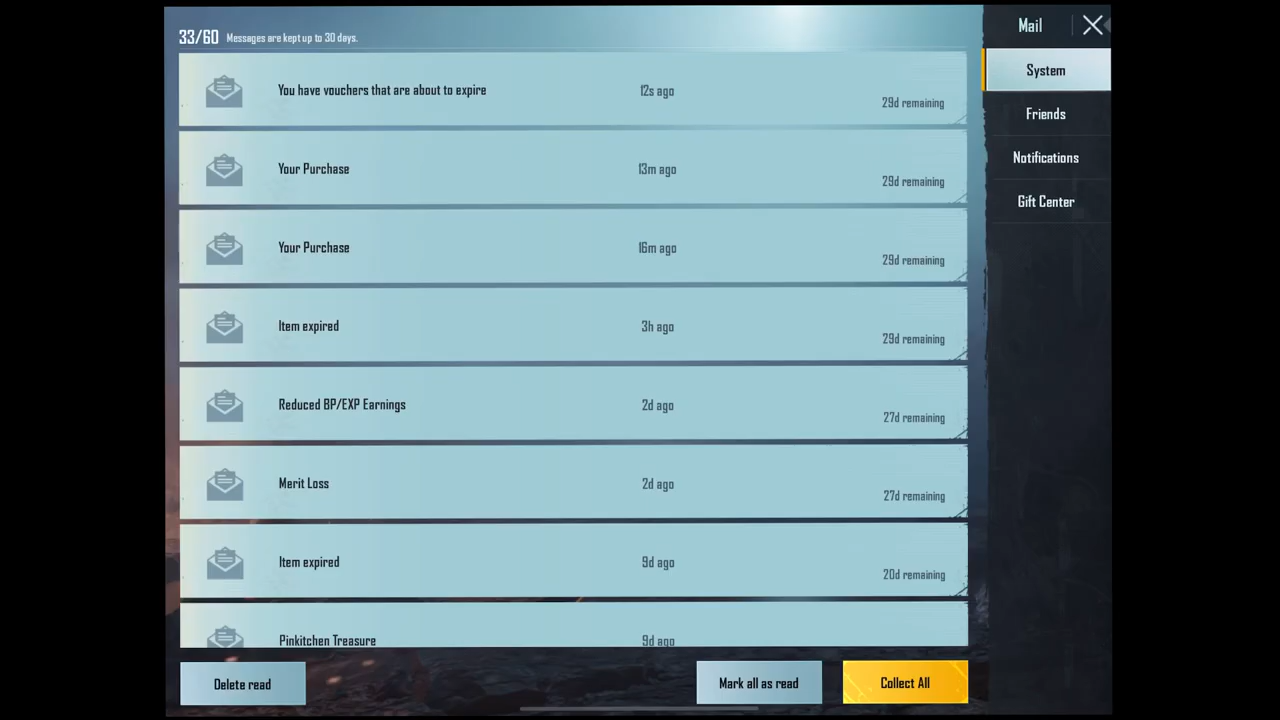 33/60 Messages are kept up to 30 days.
Mail
System
Friends
Notifications
Gift Center
You have vouchers that are about to expire 12s ago 29d remaining
Your Purchase 13m ago 29d remaining
Your Purchase 16m ago 29d remaining
Item expired 3h ago 29d remaining
Reduced BP/EXP Earnings 2d ago 27d remaining
Merit Loss 2d ago 27d remaining
Item expired 9d ago 20d remaining
Pinkitchen Treasure 9d ago
Delete read Mark all as read Collect All